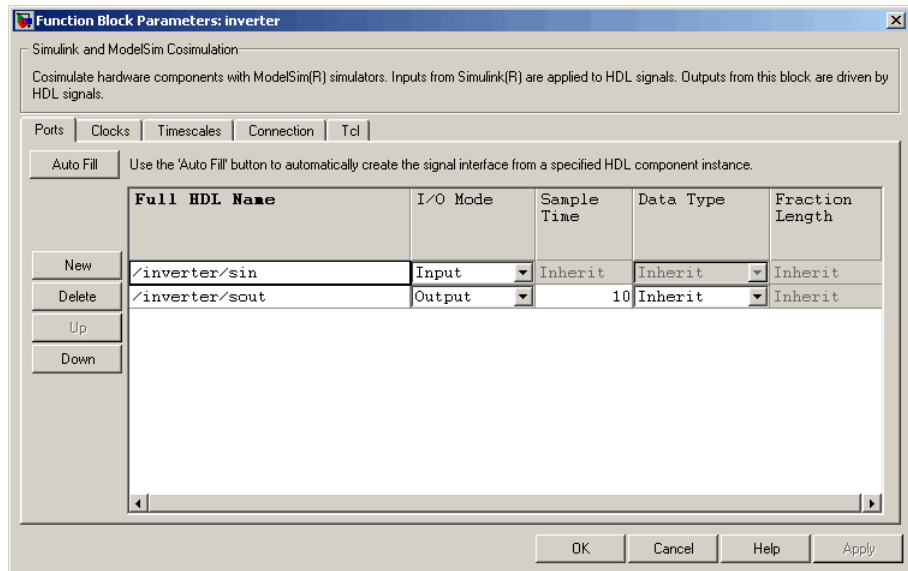 Function Block Parameters: inverter
Simulink and ModelSim Cosimulation
Cosimulate hardware components with ModelSim(R) simulators. Inputs from Simulink(R) are applied to HDL signals. Outputs from this block are driven by
HDL signals.
Ports Clocks Timescales Connection Tcl
Auto Fill Use the 'Auto Fill' button to automatically create the signal interface from a specified HDL component instance.
Full HDL Name I/O Mode Sample Time Data Type Fraction Length
New /inverter/sin Input Inherit Inherit Inherit
Delete /inverter/sout Output 10 Inherit Inherit
Up
Down
OK Cancel Help Apply